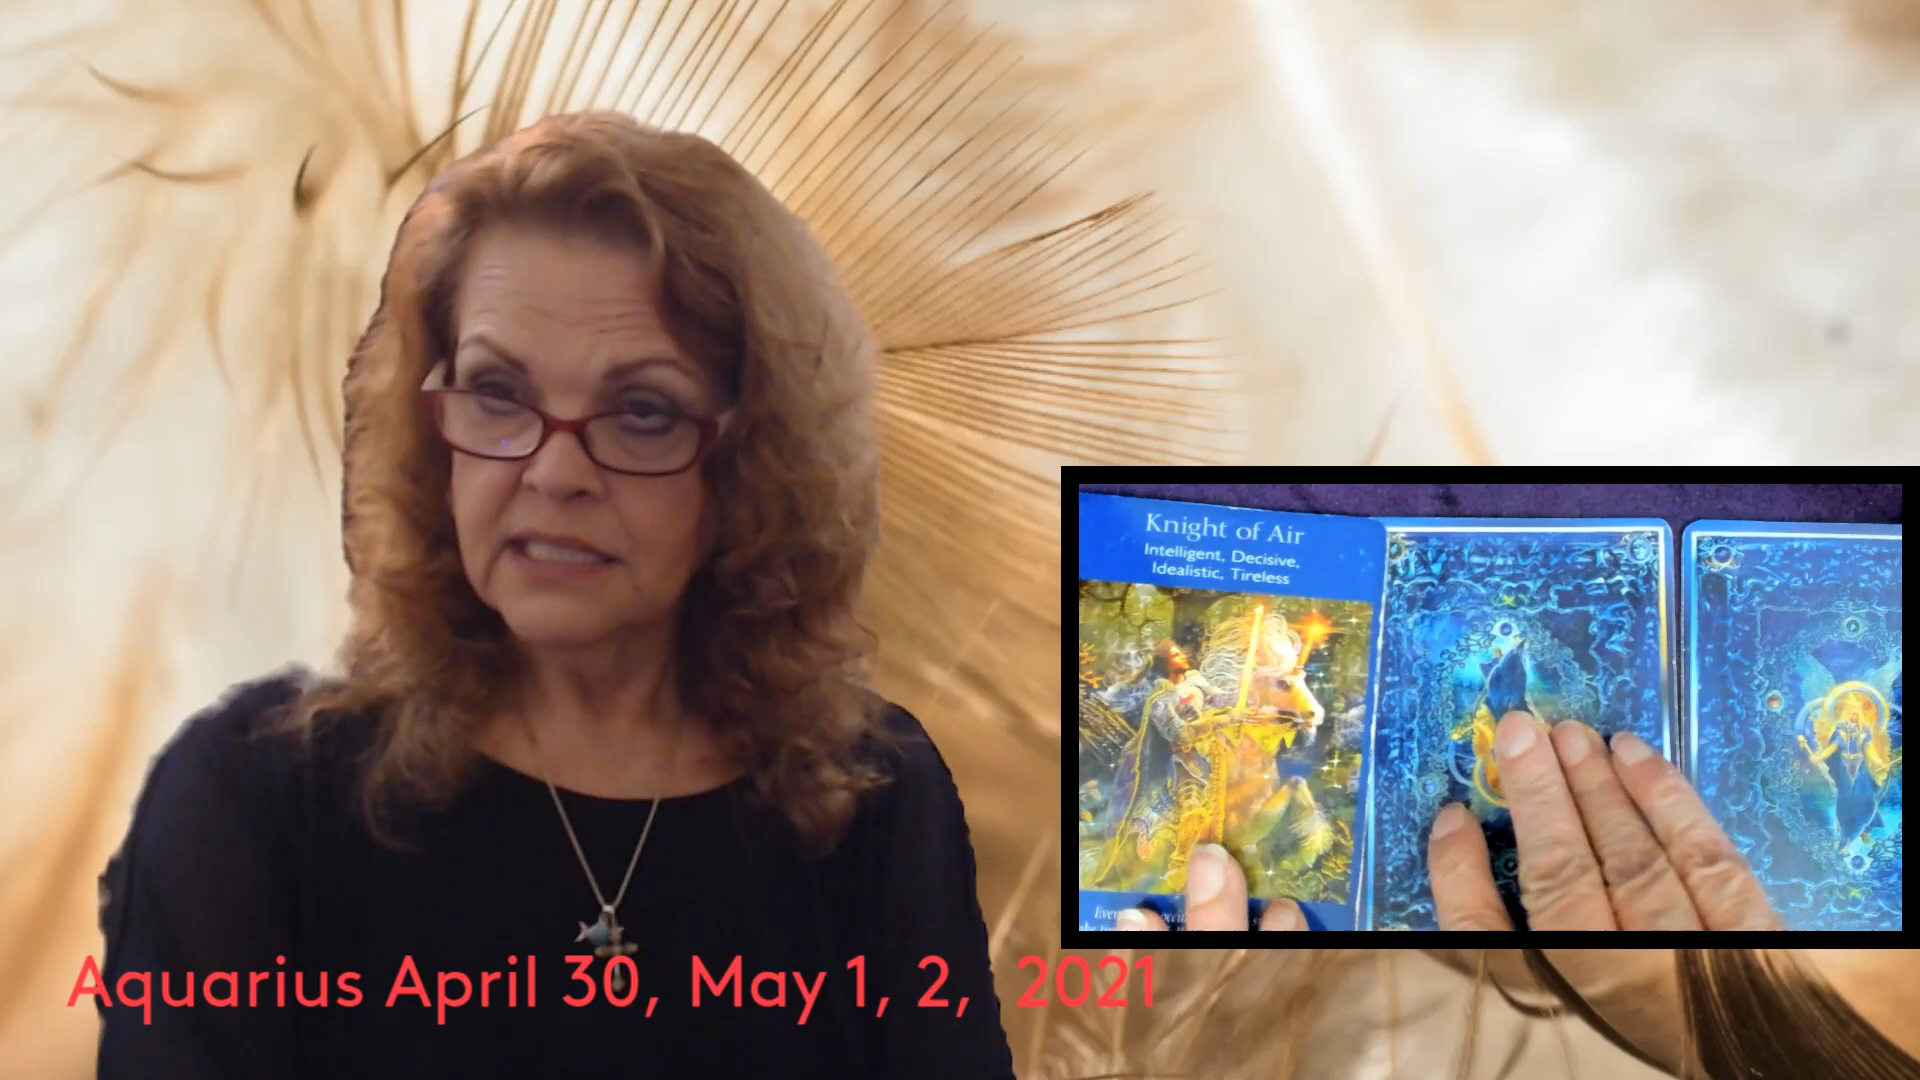 Knight of Air
Intelligent, Decisive,
Idealistic, Tireless
Aquarius April 30, May 1, 2, 2021